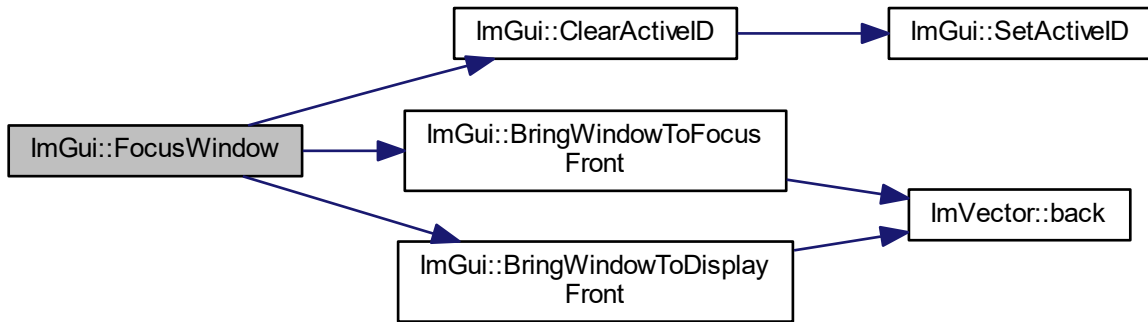 ImGui::FocusWindow
ImGui::ClearActiveID
ImGui::SetActiveID
ImGui::BringWindowToFocus
Front
ImGui::BringWindowToDisplay
Front
ImVector::back